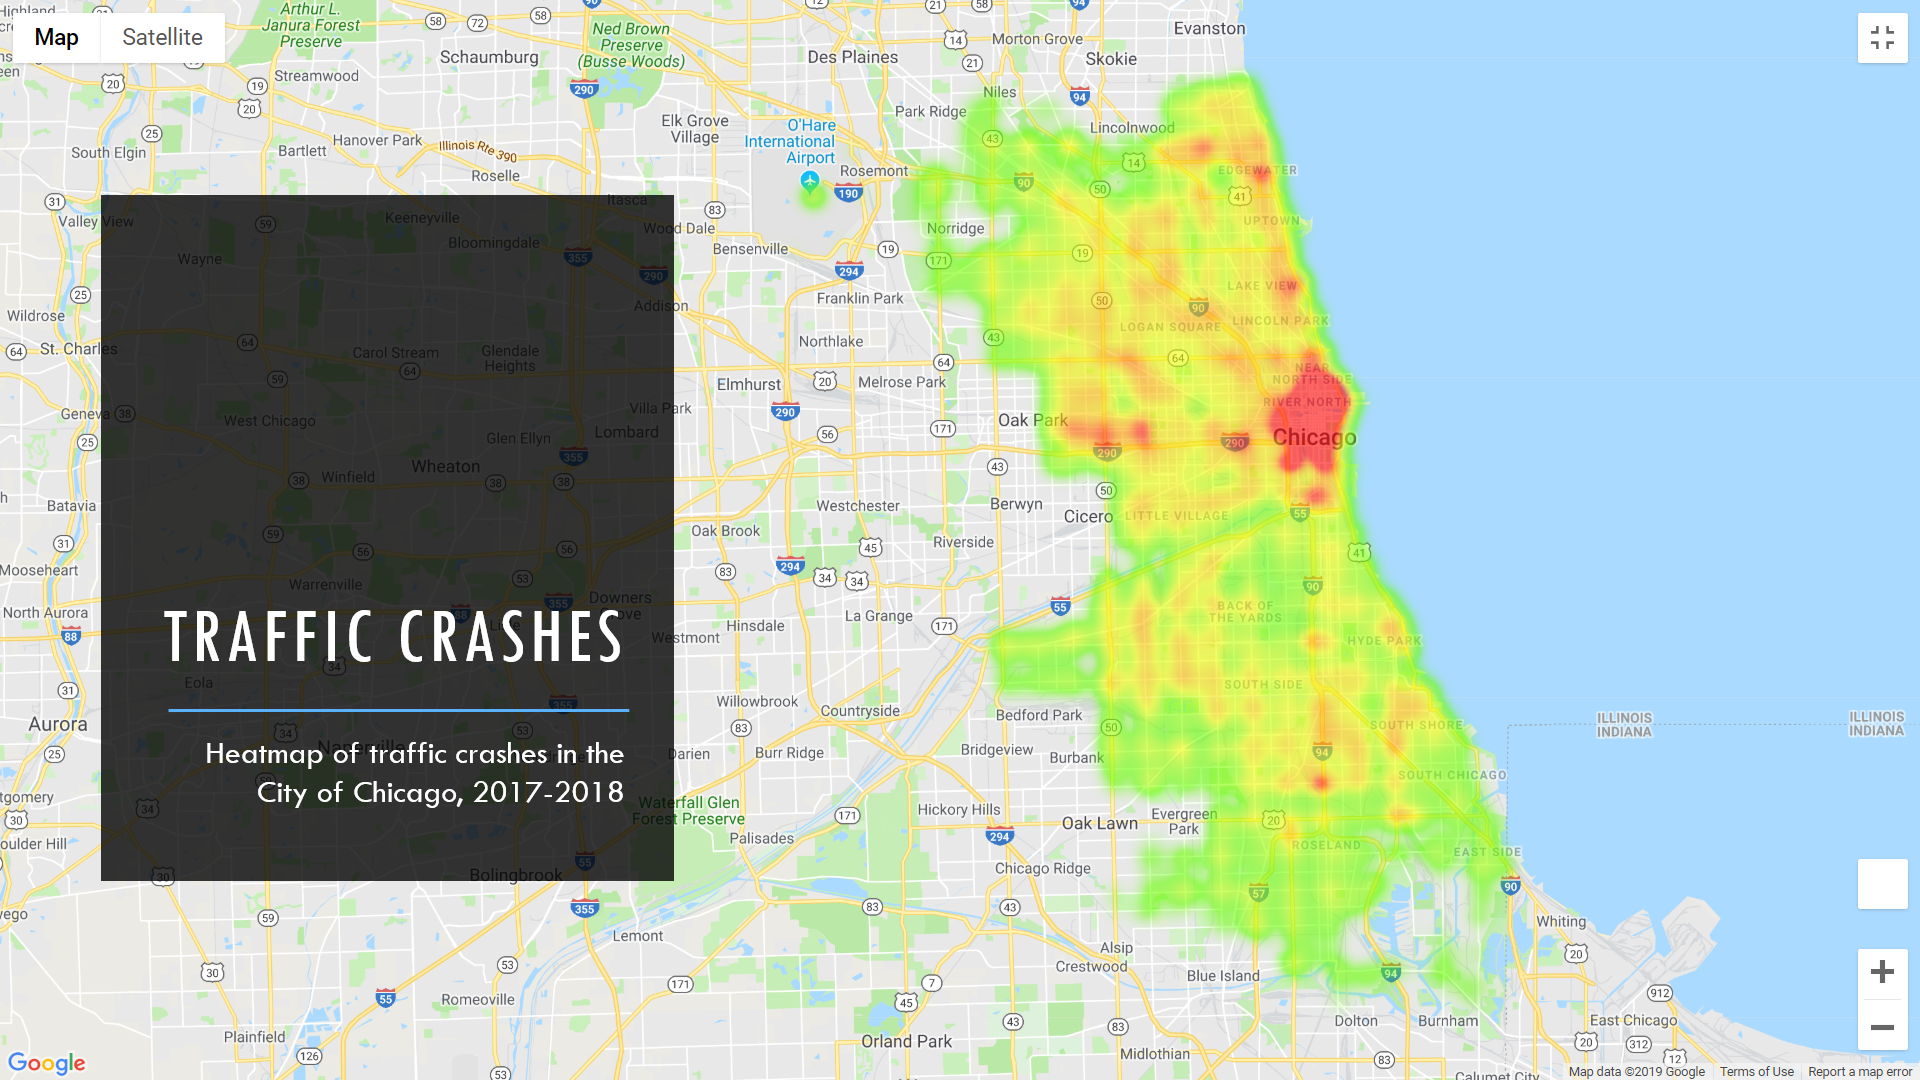 Map
Satellite
TRAFFIC CRASHES
Heatmap of traffic crashes in the
City of Chicago, 2017-2018
Arthur L.
Janura Forest
Preserve
Ned Brown
Preserve
(Busse Woods)
Schaumburg
Des Plaines
Morton Grove
Evanston
Skokie
Streamwood
Niles
Park Ridge
Elk Grove
Village
O'Hare
International
Airport
Lincolnwood
Hanover Park
Illinois Rte 390
South Elgin
Bartlett
Roselle
Rosemont
EDGEWATER
Itasca
Valley View
Keeneyville
Wood Dale
Norridge
UPTOWN
Bloomingdale
Bensenville
Wayne
Addison
Franklin Park
LAKE VIEW
Wildrose
LOGAN SQUARE
LINCOLN PARK
St. Charles
Carol Stream
Glendale
Heights
Northlake
NEAR
NORTH SIDE
Elmhurst
Melrose Park
RIVER NORTH
Geneva
West Chicago
Villa Park
Oak Park
Glen Ellyn
Lombard
Chicago
Wheaton
Winfield
Batavia
Westchester
Berwyn
Cicero
LITTLE VILLAGE
Oak Brook
Riverside
Mooseheart
Warrenville
Downers
Grove
North Aurora
La Grange
BACK OF
THE YARDS
Hinsdale
Westmont
HYDE PARK
Lisle
Eola
SOUTH SIDE
Willowbrook
Countryside
Bedford Park
Aurora
SOUTH SHORE
ILLINOIS
INDIANA
ILLINOIS
INDIANA
Naperville
Darien
Burr Ridge
Bridgeview
Burbank
SOUTH CHICAGO
Waterfall Glen
Forest Preserve
Hickory Hills
Evergreen
Park
Oak Lawn
Palisades
ROSELAND
EAST SIDE
Bolingbrook
Chicago Ridge
Whiting
Lemont
Alsip
Crestwood
Blue Island
Romeoville
Plainfield
Dolton
Burnham
East Chicago
Orland Park
Midlothian
Calumet City
Google
Map data ©2019 Google
Terms of Use
Report a map error